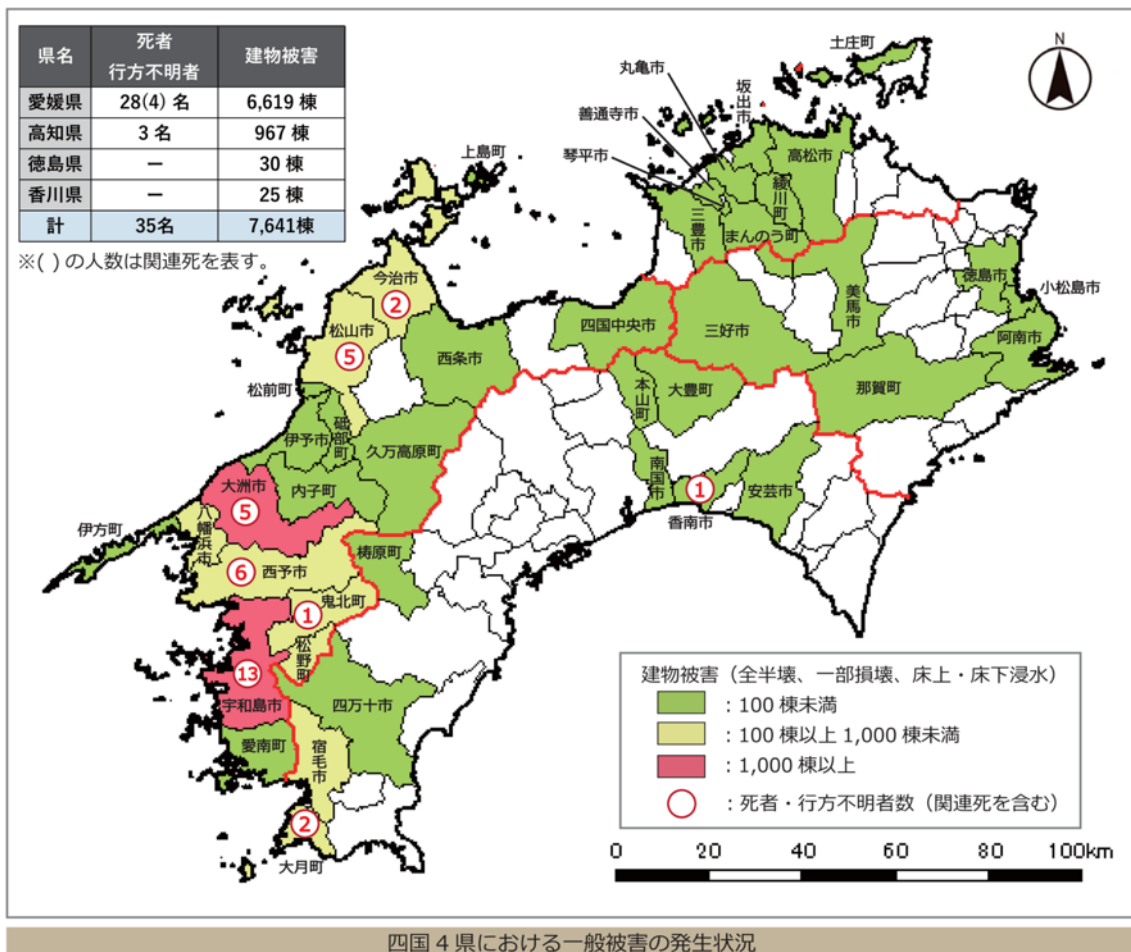 県名 死者 行方不明者 建物被害
愛媛県 28(4) 名 6,619 棟
高知県 3 名 967 棟
徳島県 － 30 棟
香川県 － 25 棟
計 35名 7,641棟
※( ) の人数は関連死を表す。
N
土庄町
丸亀市
坂出市
善通寺市
高松市
琴平市
綾川町
上島町
三豊市
まんのう町
今治市
2
徳島市
小松島市
松山市
5
四国中央市
三好市
美馬市
阿南市
西条市
松前町
本山町
大豊町
那賀町
伊予市
砥部町
久万高原町
南国市
1
安芸市
大洲市
5
内子町
香南市
伊方町
八幡浜市
6
西予市
梼原町
1
鬼北町
松野町
13
宇和島市
四万十市
愛南町
宿毛市
2
大月町
建物被害（全半壊、一部損壊、床上・床下浸水）
：100 棟未満
：100 棟以上 1,000 棟未満
：1,000 棟以上
：死者・行方不明者数（関連死を含む）
0 20 40 60 80 100km
四国 4 県における一般被害の発生状況